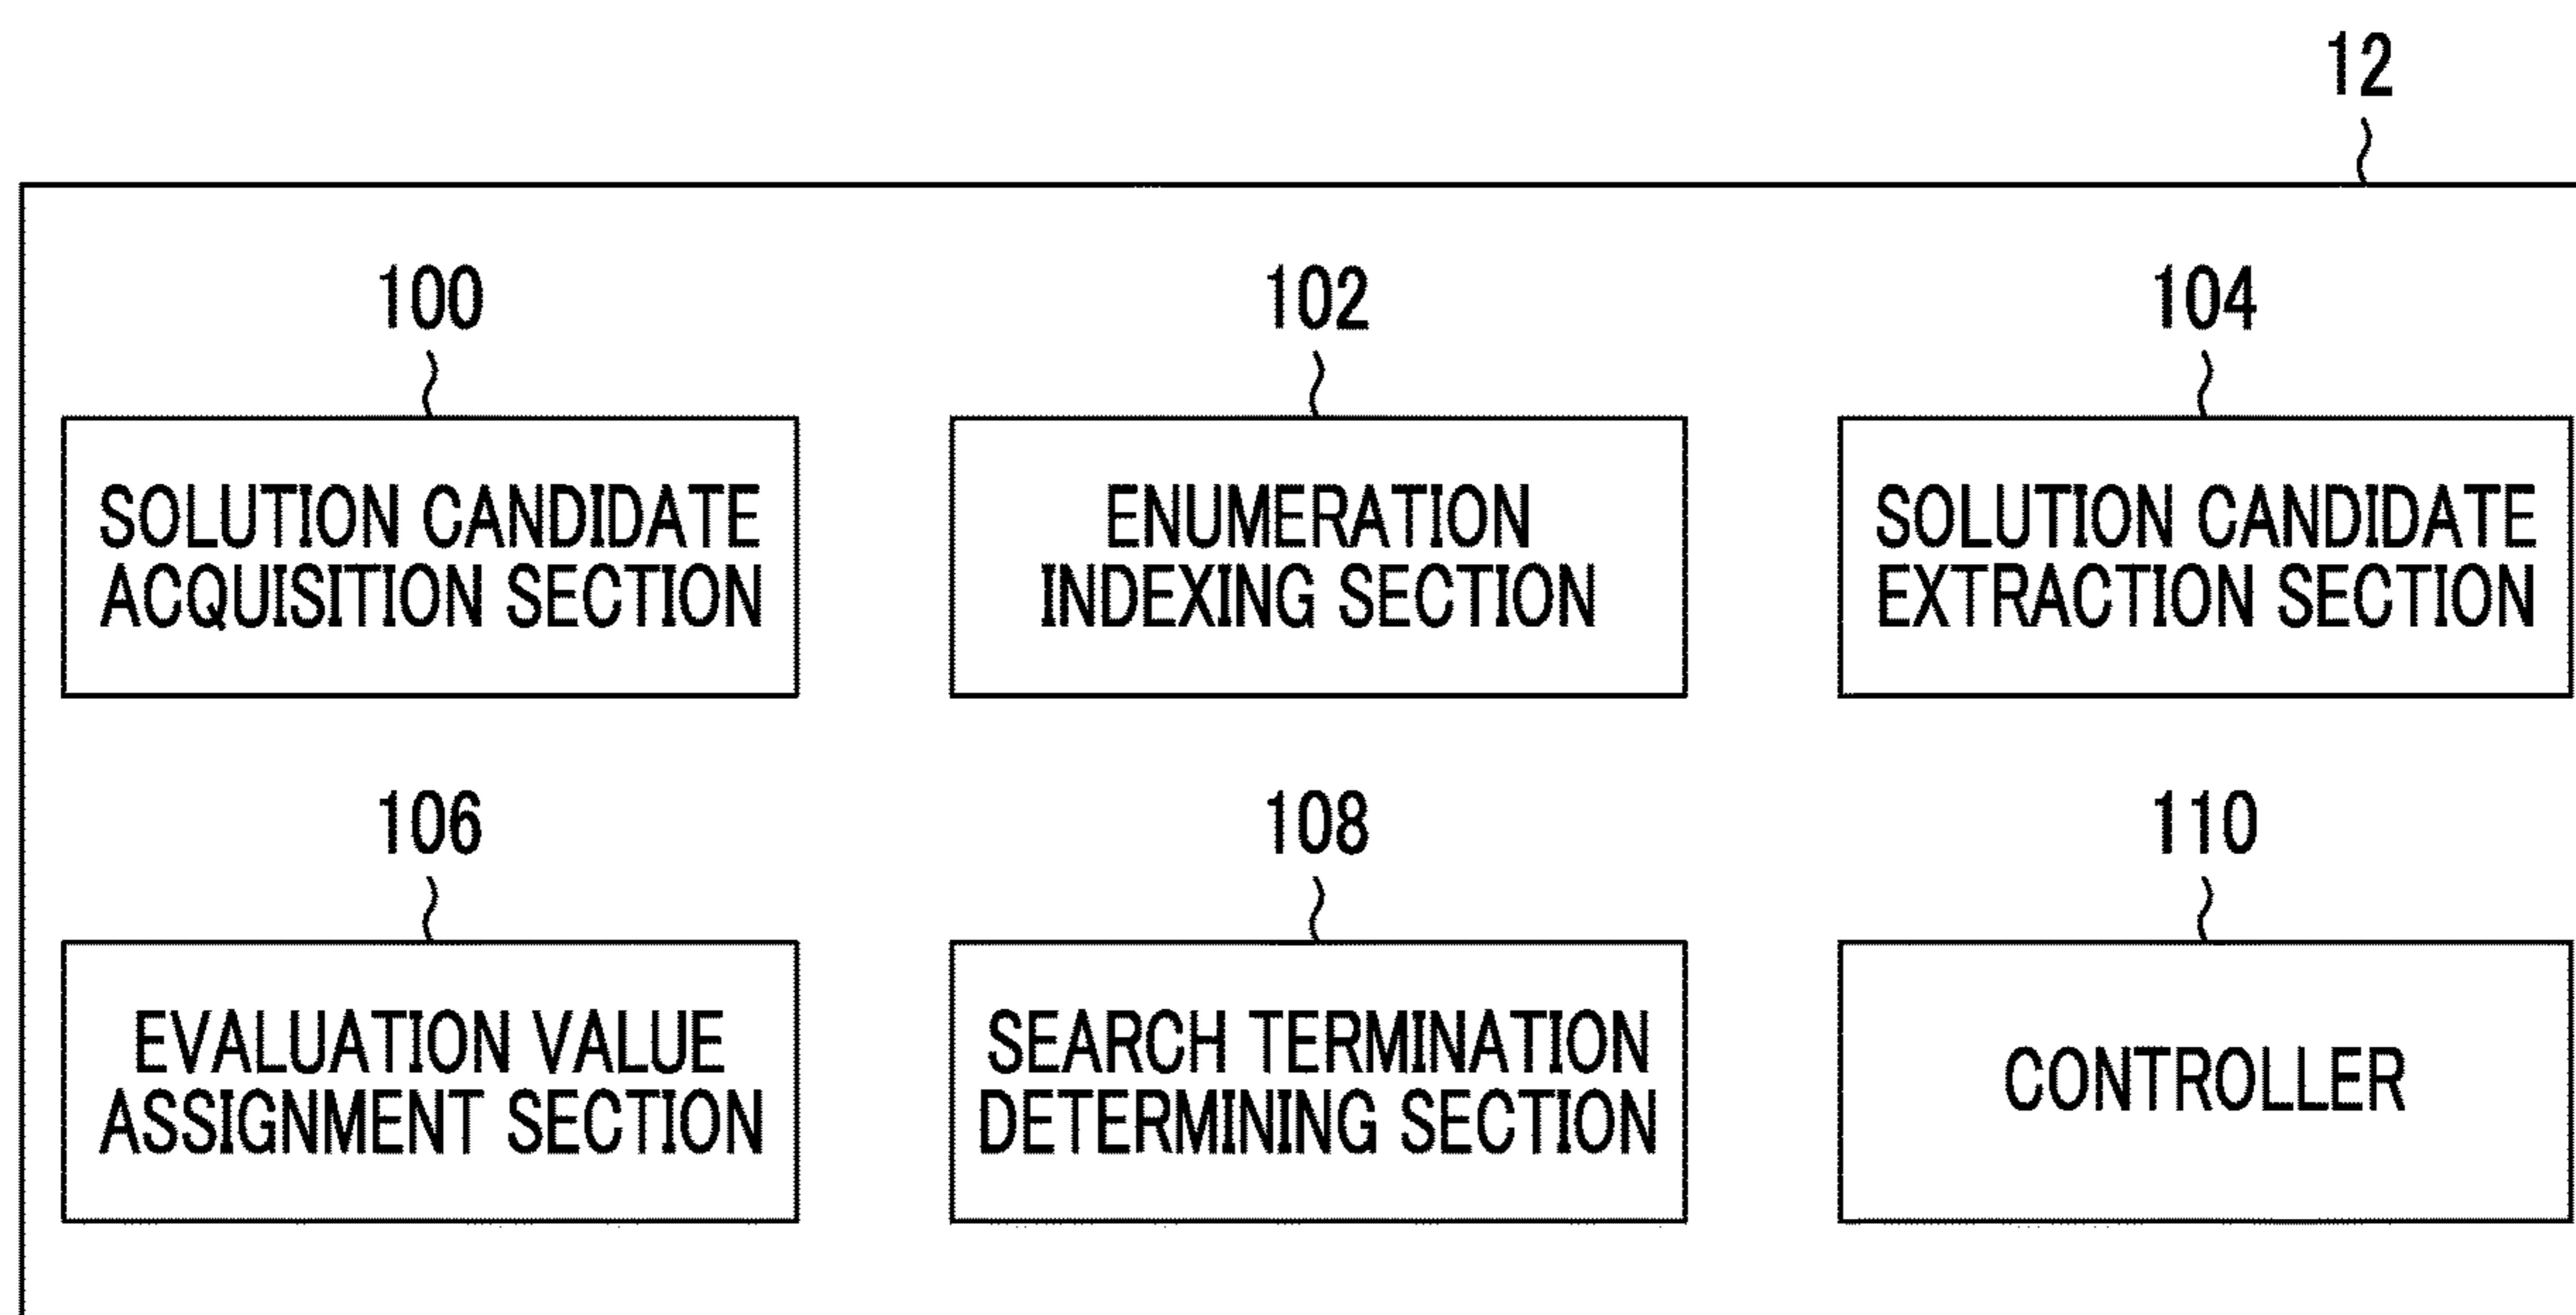 12
100
102
104
SOLUTION CANDIDATE
ACQUISITION SECTION
ENUMERATION
INDEXING SECTION
SOLUTION CANDIDATE
EXTRACTION SECTION
106
108
110
EVALUATION VALUE
ASSIGNMENT SECTION
SEARCH TERMINATION
DETERMINING SECTION
CONTROLLER